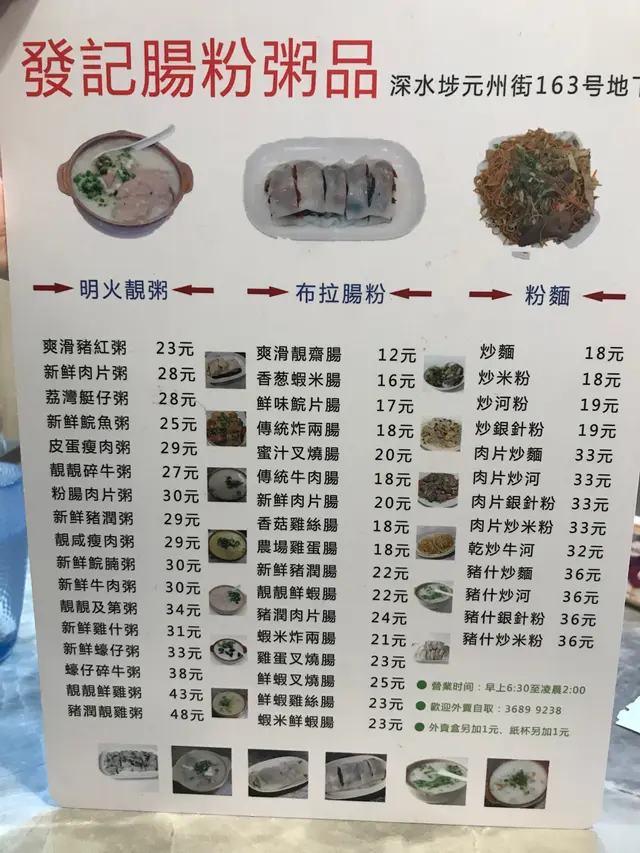 發記腸粉粥品 深水埗元州街163号地下
明火靚粥
爽滑豬紅粥 23元
新鮮肉片粥 28元
荔灣艇仔粥 28元
新鮮鯇魚粥 25元
皮蛋瘦肉粥 29元
靚靚碎牛粥 27元
粉腸肉片粥 30元
新鮮豬潤粥 29元
靚咸瘦肉粥 29元
新鮮鯇腩粥 30元
新鮮牛肉粥 30元
靚靚及第粥 34元
新鮮雞什粥 31元
新鮮蠔仔粥 33元
蠔仔碎牛粥 38元
靚靚鮮雞粥 43元
豬潤靚雞粥 48元
布拉腸粉
爽滑靚齋腸 12元
香葱蝦米腸 16元
鮮味鯇片腸 17元
傳統炸兩腸 18元
蜜汁叉燒腸 20元
傳統牛肉腸 18元
新鮮肉片腸 20元
香菇雞絲腸 18元
農場雞蛋腸 18元
新鮮豬潤腸 22元
靚靚鮮蝦腸 22元
豬潤肉片腸 24元
蝦米炸兩腸 21元
雞蛋叉燒腸 23元
鮮蝦叉燒腸 25元
鮮蝦雞絲腸 23元
蝦米鮮蝦腸 23元
粉麵
炒麵 18元
炒米粉 18元
炒河粉 19元
炒銀針粉 19元
肉片炒麵 33元
肉片炒河 33元
肉片銀針粉 33元
肉片炒米粉 33元
乾炒牛河 32元
豬什炒麵 36元
豬什炒河 36元
豬什銀針粉 36元
豬什炒米粉 36元
營業时间：早上6:30至凌晨2:00
歡迎外賣自取：3689 9238
外賣盒另加1元、紙杯另加1元